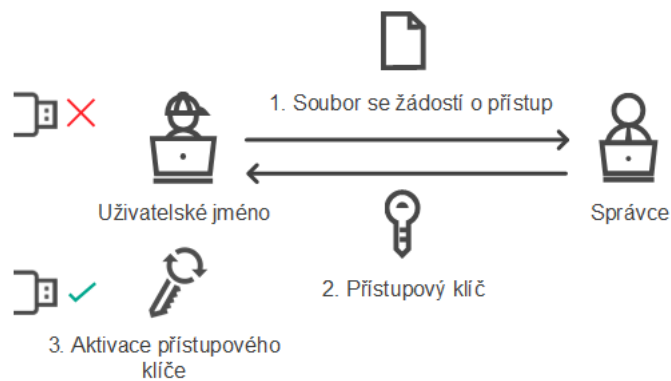 1. Soubor se žádostí o přístup
Uživatelské jméno
Správce
2. Přístupový klíč
3. Aktivace přístupového
klíče